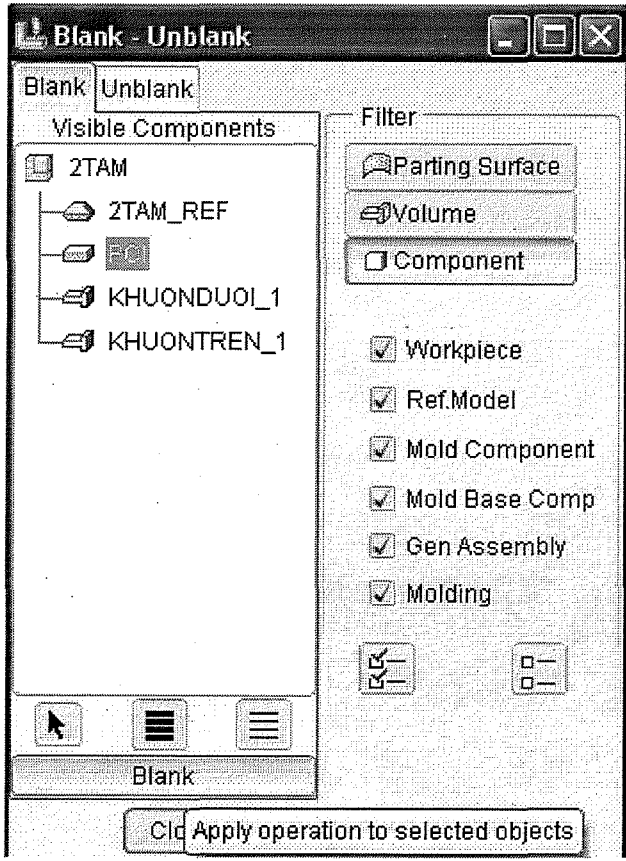 Blank - Unblank
Blank Unblank
Visible Components
2TAM
2TAM_REF
KHUONDUOI_1
KHUONTREN_1
Filter
Parting Surface
Volume
Component
Workpiece
Ref.Model
Mold Component
Mold Base Comp
Gen Assembly
Molding
Blank
Apply operation to selected objects